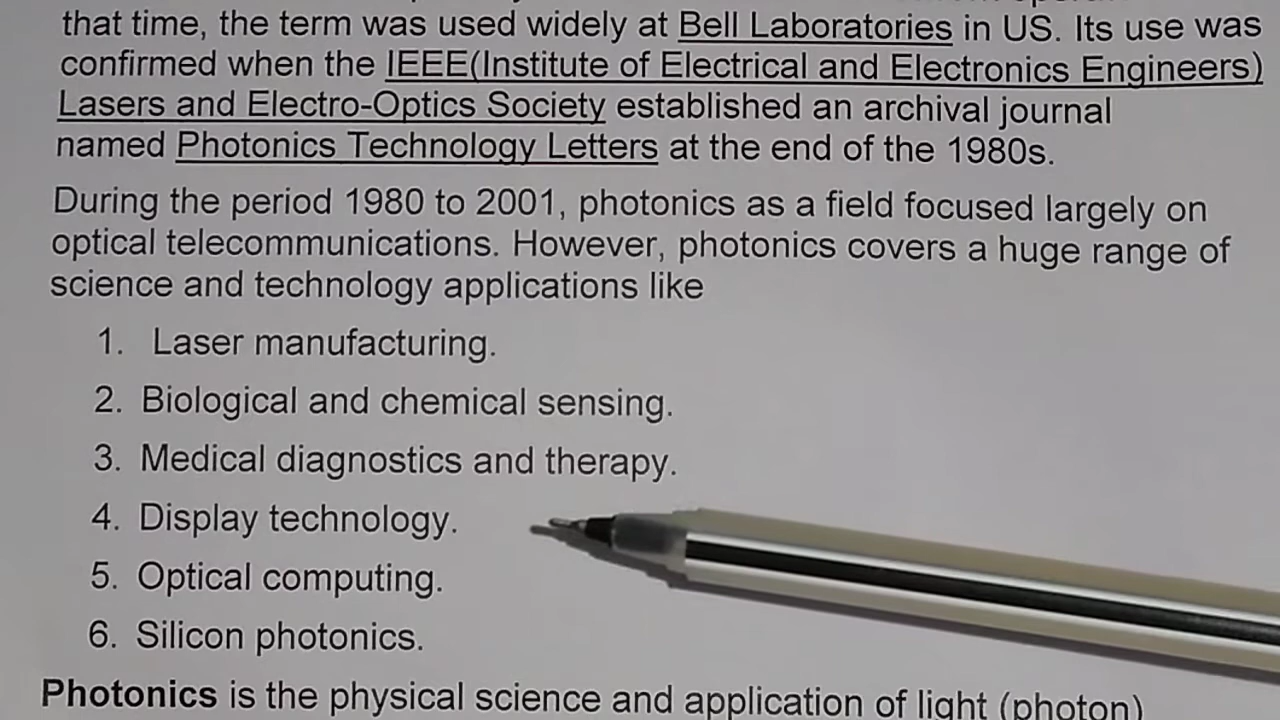 that time, the term was used widely at Bell Laboratories in US. Its use was
confirmed when the IEEE(Institute of Electrical and Electronics Engineers)
Lasers and Electro-Optics Society established an archival journal
named Photonics Technology Letters at the end of the 1980s.
During the period 1980 to 2001, photonics as a field focused largely on
optical telecommunications. However, photonics covers a huge range of
science and technology applications like
1. Laser manufacturing.
2. Biological and chemical sensing.
3. Medical diagnostics and therapy.
4. Display technology.
5. Optical computing.
6. Silicon photonics.
Photonics is the physical science and application of light (photon)